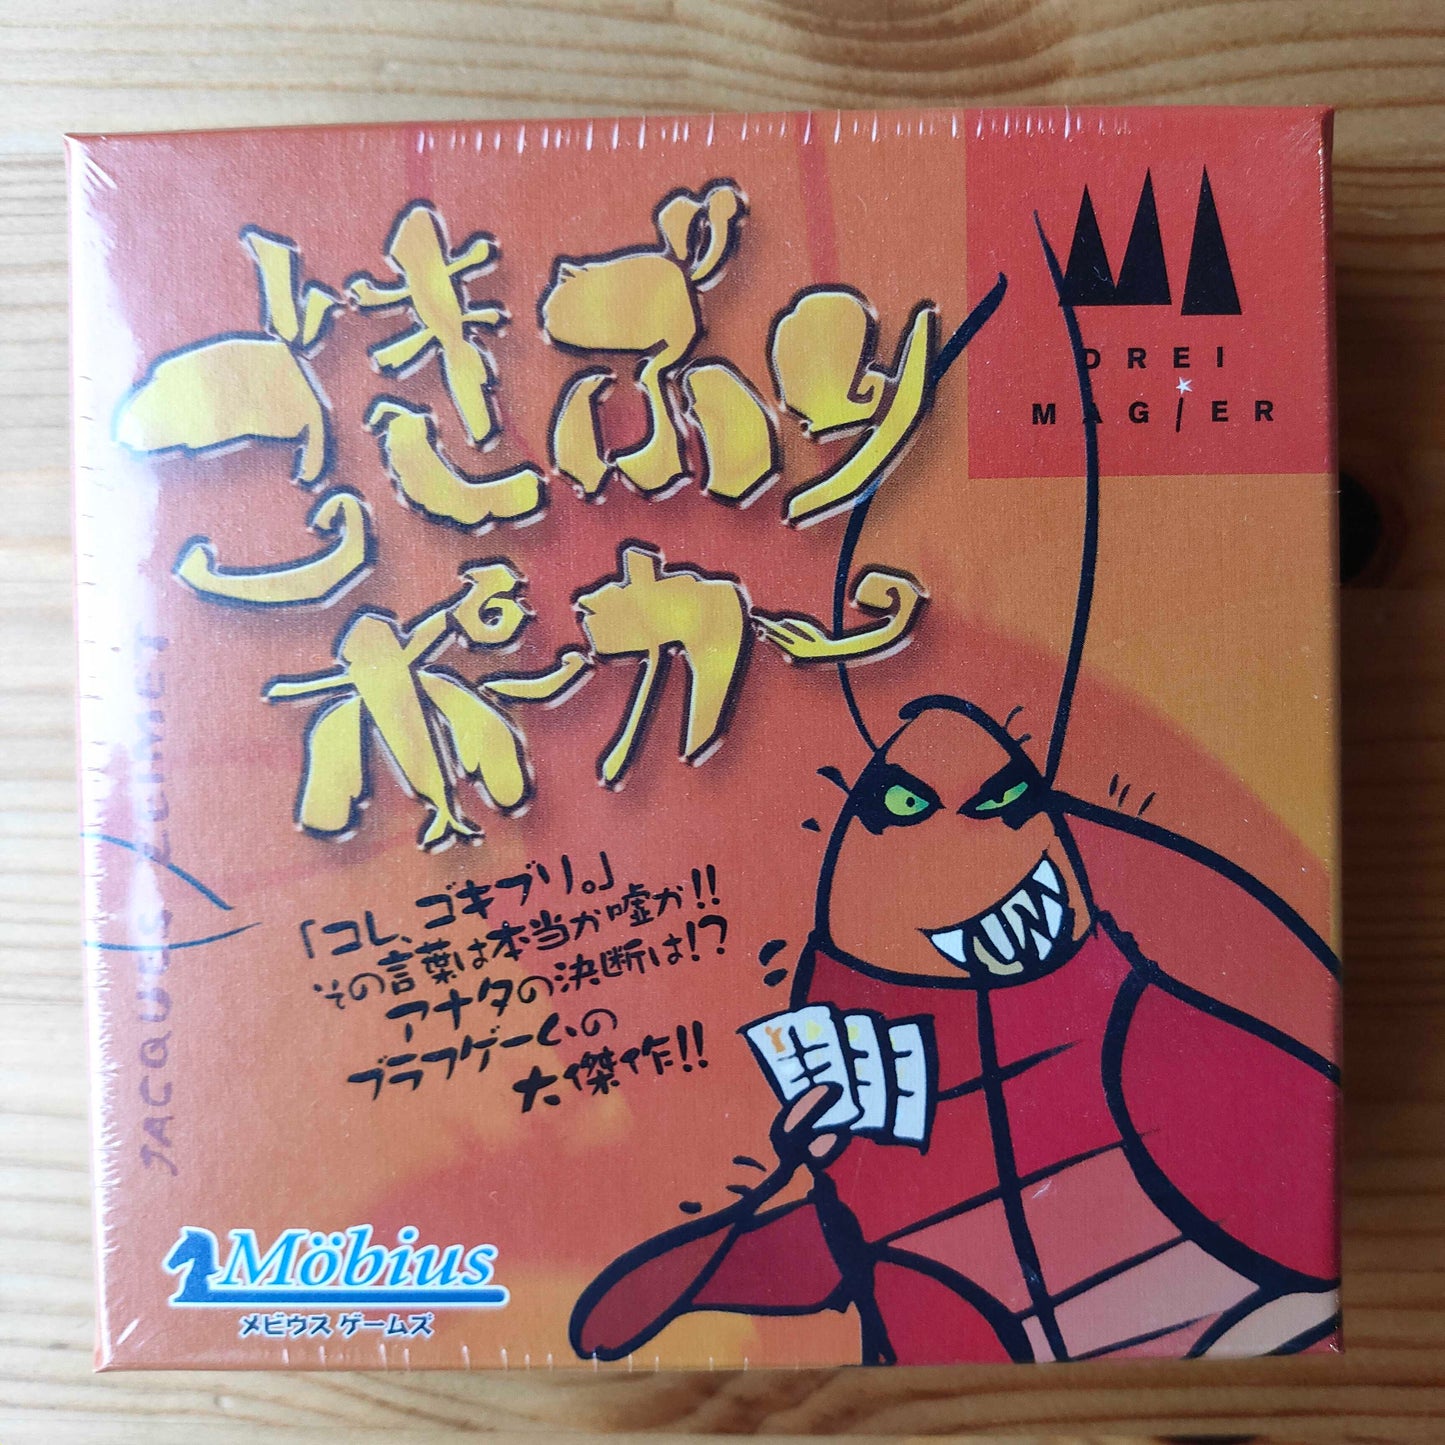 ごきぶり
ポーカー
DREI
MAGIER
「コレ、ゴキブリ。」
その言葉は本当か嘘か!!
アナタの決断は!?
ブラフゲームの
大傑作!!
JACQUES ZEIMET
Möbius
メビウス ゲームズ